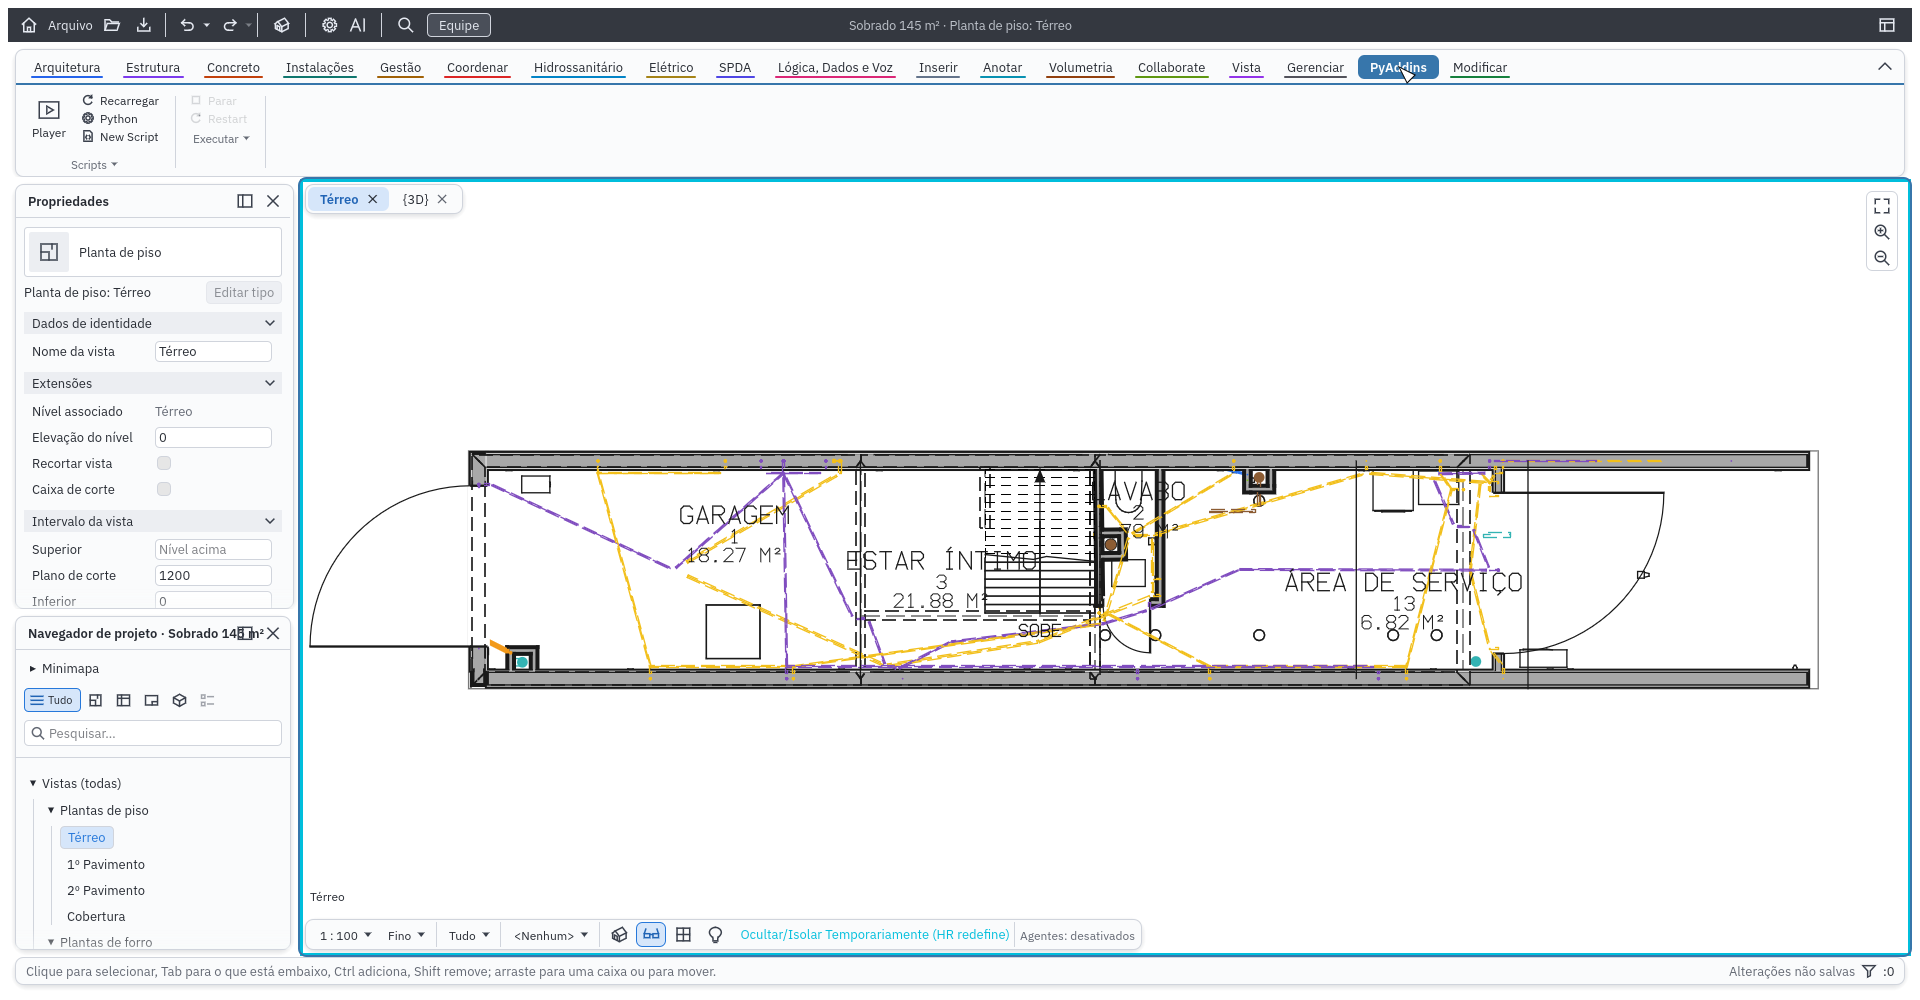 Arquivo
AI
Equipe
Sobrado 145 m² · Planta de piso: Térreo
Arquitetura Estrutura Concreto Instalações Gestão Coordenar Hidrossanitário Elétrico SPDA Lógica, Dados e Voz Inserir Anotar Volumetria Collaborate Vista Gerenciar PyAddins Modificar
Player
Recarregar
Python
New Script
Scripts
Parar
Restart
Executar
Propriedades
Planta de piso
Planta de piso: Térreo Editar tipo
Dados de identidade
Nome da vista Térreo
Extensões
Nível associado Térreo
Elevação do nível 0
Recortar vista
Caixa de corte
Intervalo da vista
Superior Nível acima
Plano de corte 1200
Inferior 0
Navegador de projeto · Sobrado 145 m²
Minimapa
Tudo
Pesquisar...
Vistas (todas)
Plantas de piso
Térreo
1º Pavimento
2º Pavimento
Cobertura
Plantas de forro
Térreo {3D}
GARAGEM
1
18.27 M²
ESTAR ÍNTIMO
3
21.88 M²
SOBE
LAVABO
2
ÁREA DE SERVIÇO
13
6.82 M²
Térreo
1 : 100 Fino Tudo <Nenhum> Ocultar/Isolar Temporariamente (HR redefine) Agentes: desativados
Clique para selecionar, Tab para o que está embaixo, Ctrl adiciona, Shift remove; arraste para uma caixa ou para mover.
Alterações não salvas :0